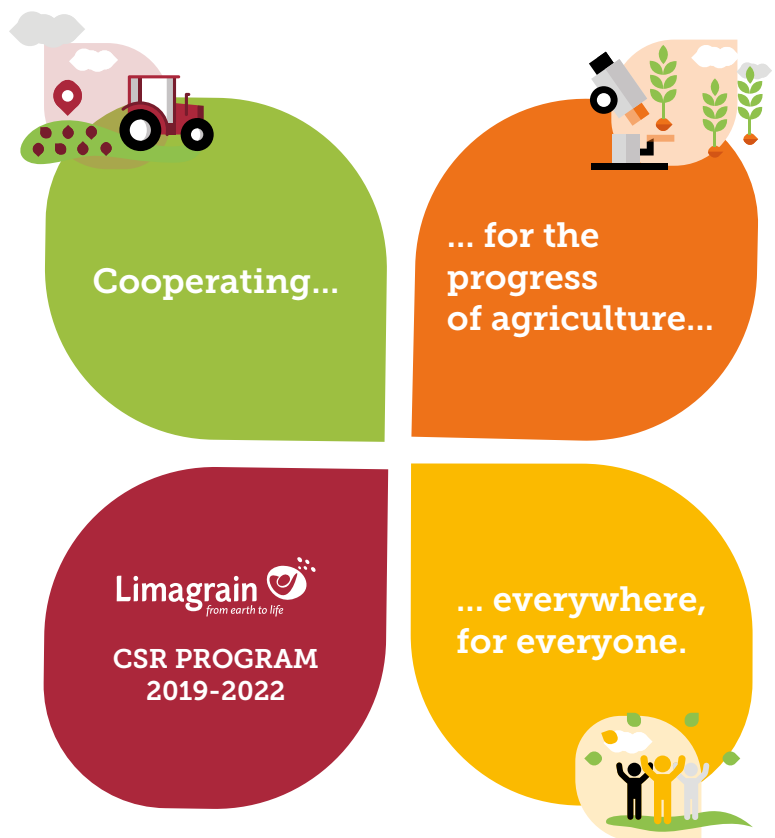 Cooperating...
... for the
progress
of agriculture...
Limagrain
from earth to life
CSR PROGRAM
2019-2022
... everywhere,
for everyone.